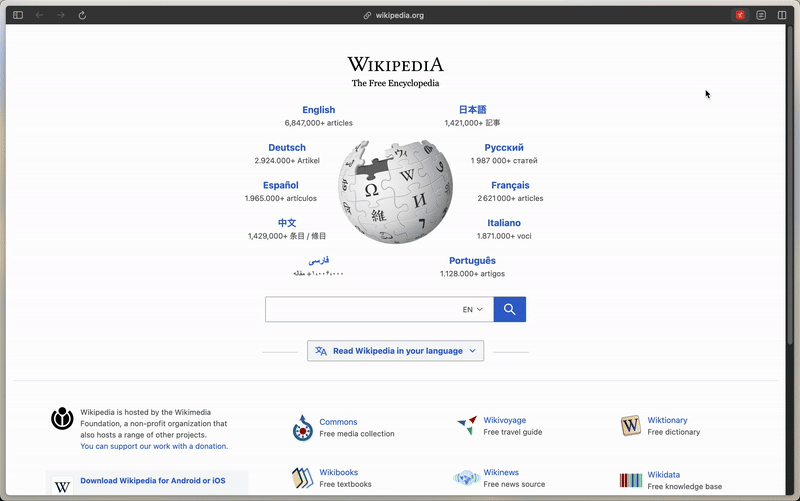 wikipedia.org
WIKIPEDIA
The Free Encyclopedia
English
6,847,000+ articles
日本語
1,421,000+ 記事
Deutsch
2.924.000+ Artikel
Русский
1 987 000+ статей
Español
1.965.000+ artículos
Français
2 621 000+ articles
中文
1,429,000+ 条目 / 條目
Italiano
1.871.000+ voci
فارسی
۱٬۰۰۶٬۰۰۰+ مقاله
Português
1.128.000+ artigos
EN
Read Wikipedia in your language
Wikipedia is hosted by the Wikimedia
Foundation, a non-profit organization that
also hosts a range of other projects.
You can support our work with a donation.
Download Wikipedia for Android or iOS
Commons
Free media collection
Wikivoyage
Free travel guide
Wiktionary
Free dictionary
Wikibooks
Free textbooks
Wikinews
Free news source
Wikidata
Free knowledge base